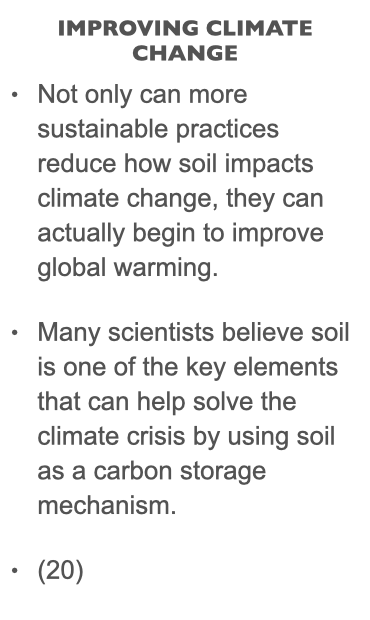 IMPROVING CLIMATE
CHANGE
• Not only can more
sustainable practices
reduce how soil impacts
climate change, they can
actually begin to improve
global warming.
• Many scientists believe soil
is one of the key elements
that can help solve the
climate crisis by using soil
as a carbon storage
mechanism.
• (20)